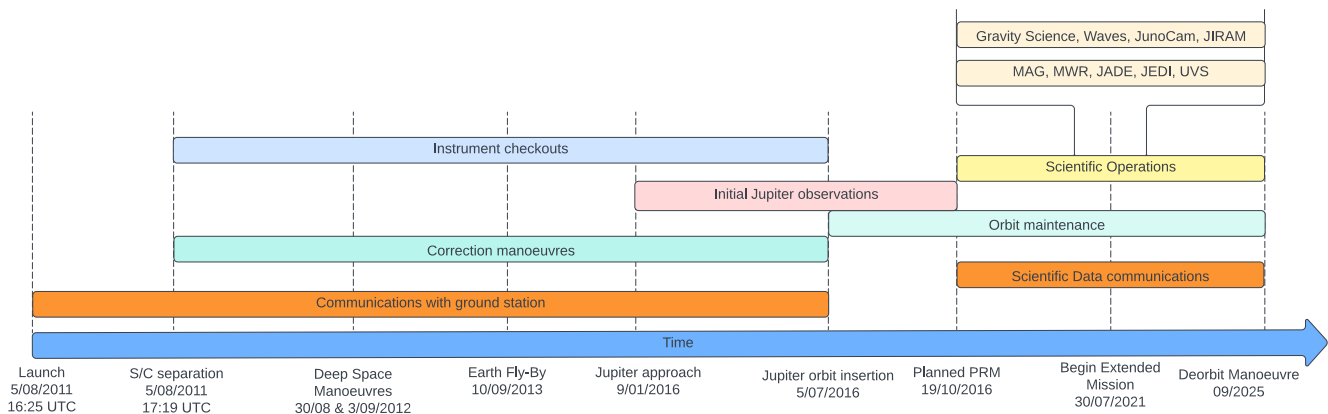 Gravity Science, Waves, JunoCam, JIRAM
MAG, MWR, JADE, JEDI, UVS
Instrument checkouts
Scientific Operations
Initial Jupiter observations
Orbit maintenance
Correction manoeuvres
Scientific Data communications
Communications with ground station
Time
Launch
5/08/2011
16:25 UTC
S/C separation
5/08/2011
17:19 UTC
Deep Space
Manoeuvres
30/08 & 3/09/2012
Earth Fly-By
10/09/2013
Jupiter approach
9/01/2016
Jupiter orbit insertion
5/07/2016
Planned PRM
19/10/2016
Begin Extended
Mission
30/07/2021
Deorbit Manoeuvre
09/2025